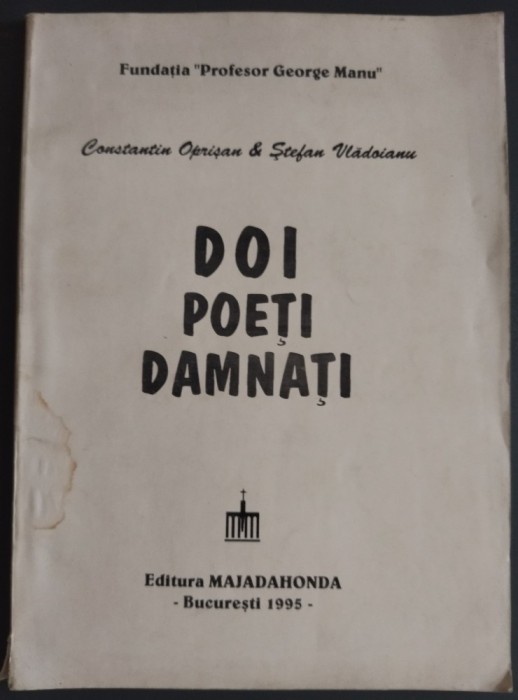 Fundația "Profesor George Manu"
Constantin Oprișan & Ștefan Vlădoianu
DOI
POEȚI
DAMNAȚI
Editura MAJADAHONDA
- București 1995 -